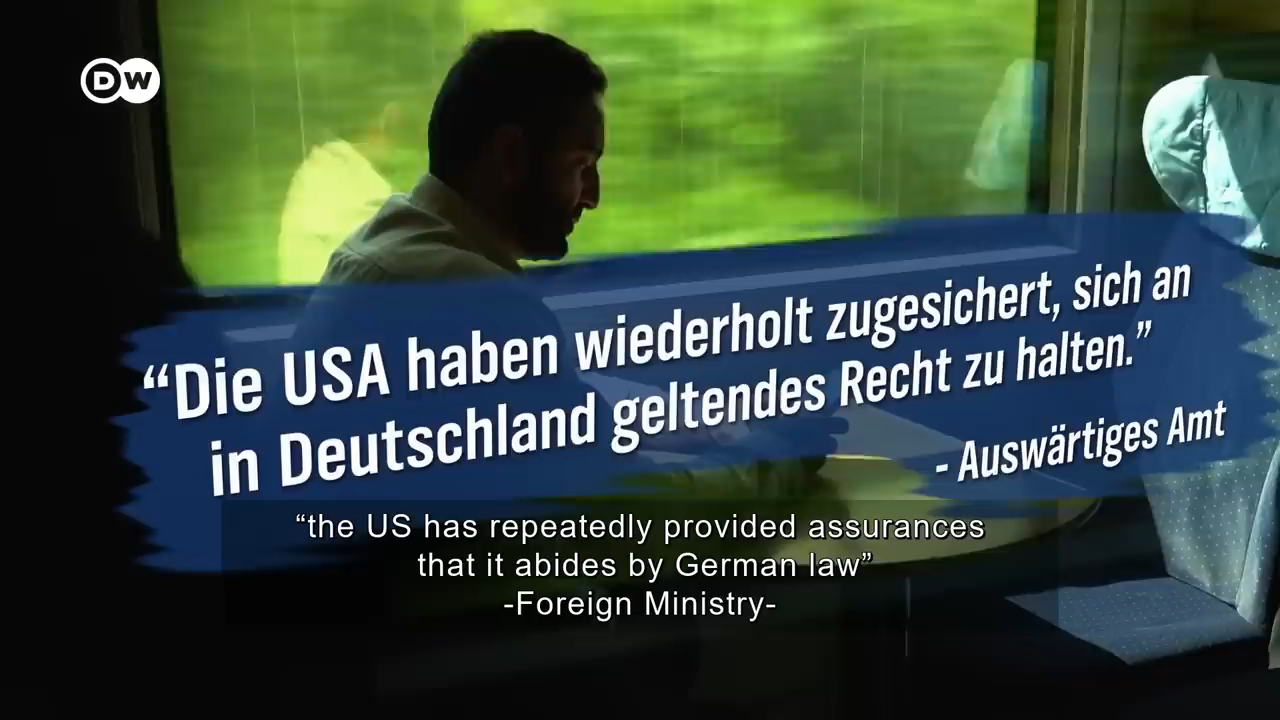 DW
“Die USA haben wiederholt zugesichert, sich an
in Deutschland geltendes Recht zu halten.”
- Auswärtiges Amt
“the US has repeatedly provided assurances
that it abides by German law”
-Foreign Ministry-